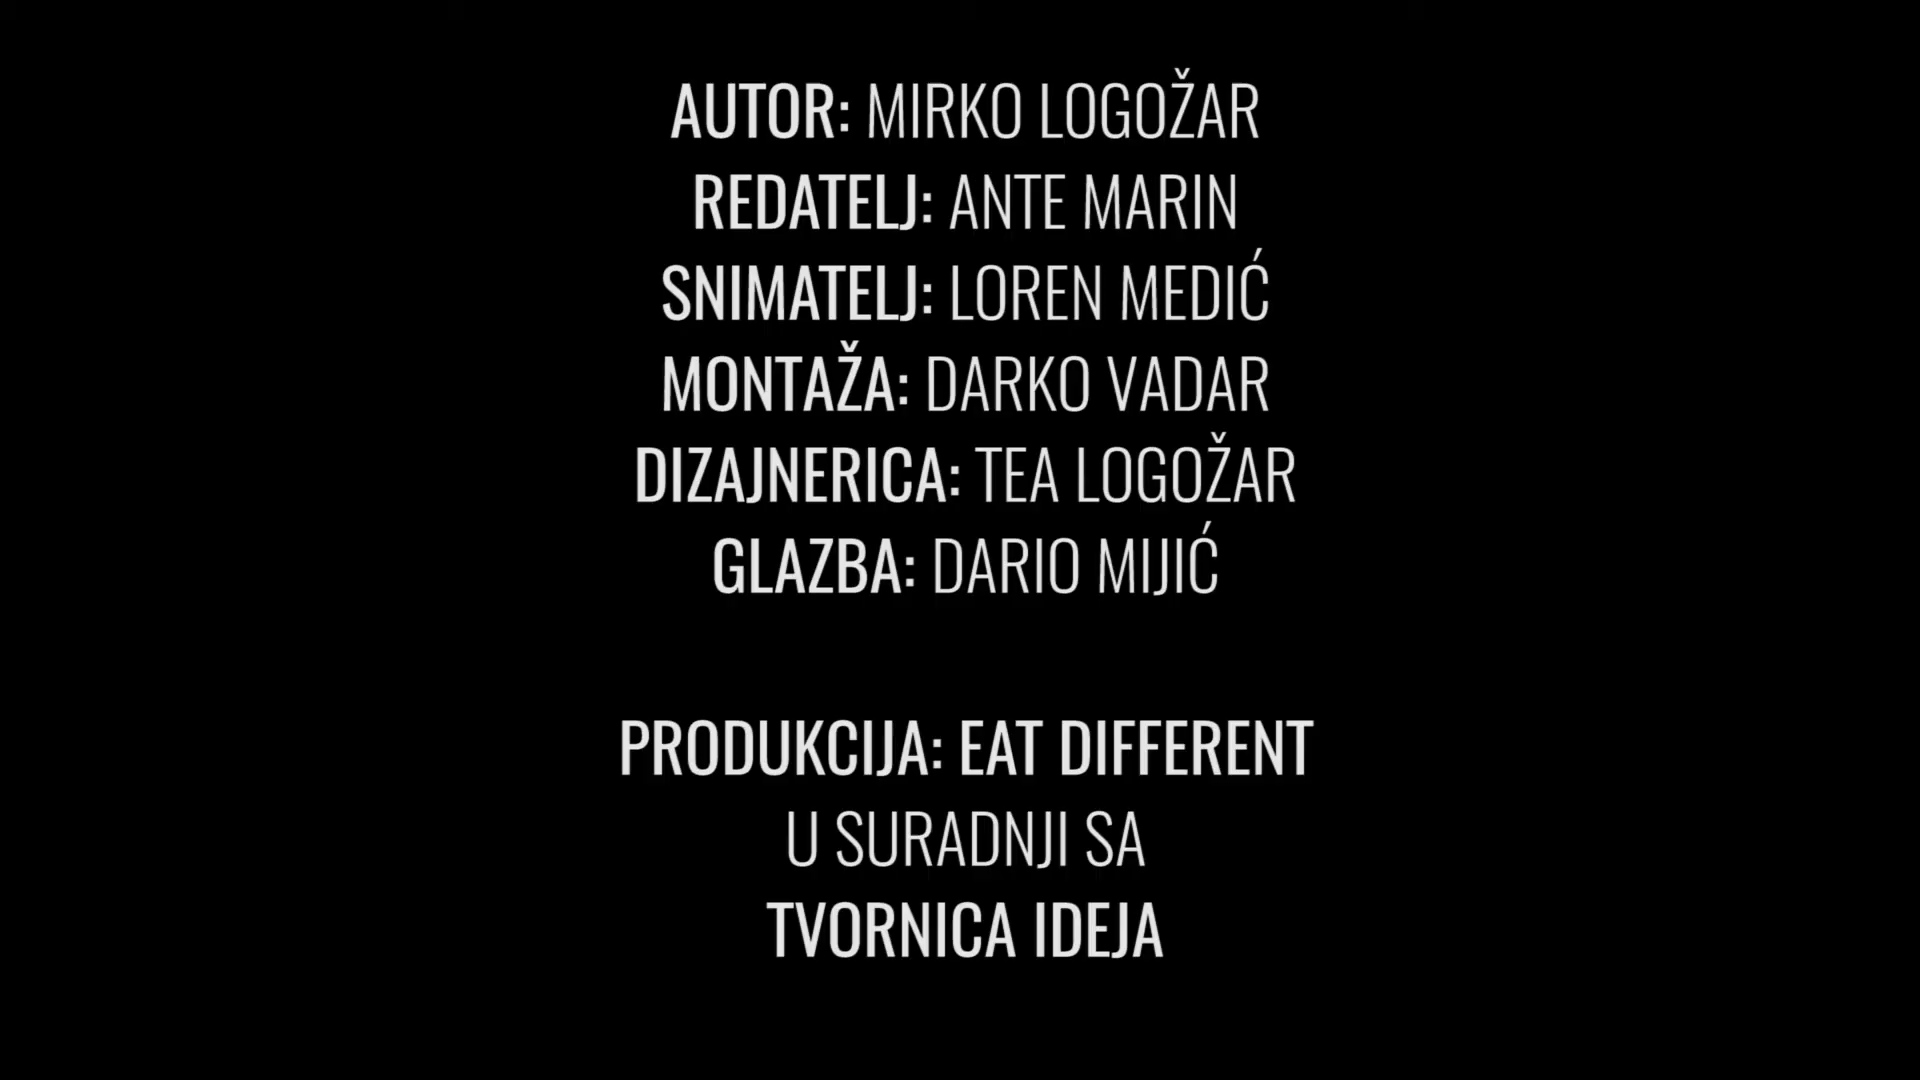 AUTOR: MIRKO LOGOŽAR
REDATELJ: ANTE MARIN
SNIMATELJ: LOREN MEDIĆ
MONTAŽA: DARKO VADAR
DIZAJNERICA: TEA LOGOŽAR
GLAZBA: DARIO MIJIĆ
PRODUKCIJA: EAT DIFFERENT
U SURADNJI SA
TVORNICA IDEJA